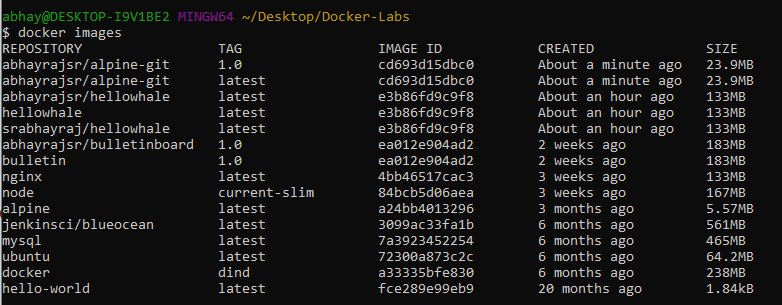 abhay@DESKTOP-I9V1BE2 MINGW64 ~/Desktop/Docker-Labs
$ docker images
REPOSITORY TAG IMAGE ID CREATED SIZE
abhayrajsr/alpine-git 1.0 cd693d15dbc0 About a minute ago 23.9MB
abhayrajsr/alpine-git latest cd693d15dbc0 About a minute ago 23.9MB
abhayrajsr/hellowhale latest e3b86fd9c9f8 About an hour ago 133MB
hellowhale latest e3b86fd9c9f8 About an hour ago 133MB
srabhayraj/hellowhale latest e3b86fd9c9f8 About an hour ago 133MB
abhayrajsr/bulletinboard 1.0 ea012e904ad2 2 weeks ago 183MB
bulletin 1.0 ea012e904ad2 2 weeks ago 183MB
nginx latest 4bb46517cac3 3 weeks ago 133MB
node current-slim 84bcb5d06aea 3 weeks ago 167MB
alpine latest a24bb4013296 3 months ago 5.57MB
jenkinsci/blueocean latest 3099ac33fa1b 6 months ago 561MB
mysql latest 7a3923452254 6 months ago 465MB
ubuntu latest 72300a873c2c 6 months ago 64.2MB
docker dind a33335bfe830 6 months ago 238MB
hello-world latest fce289e99eb9 20 months ago 1.84kB